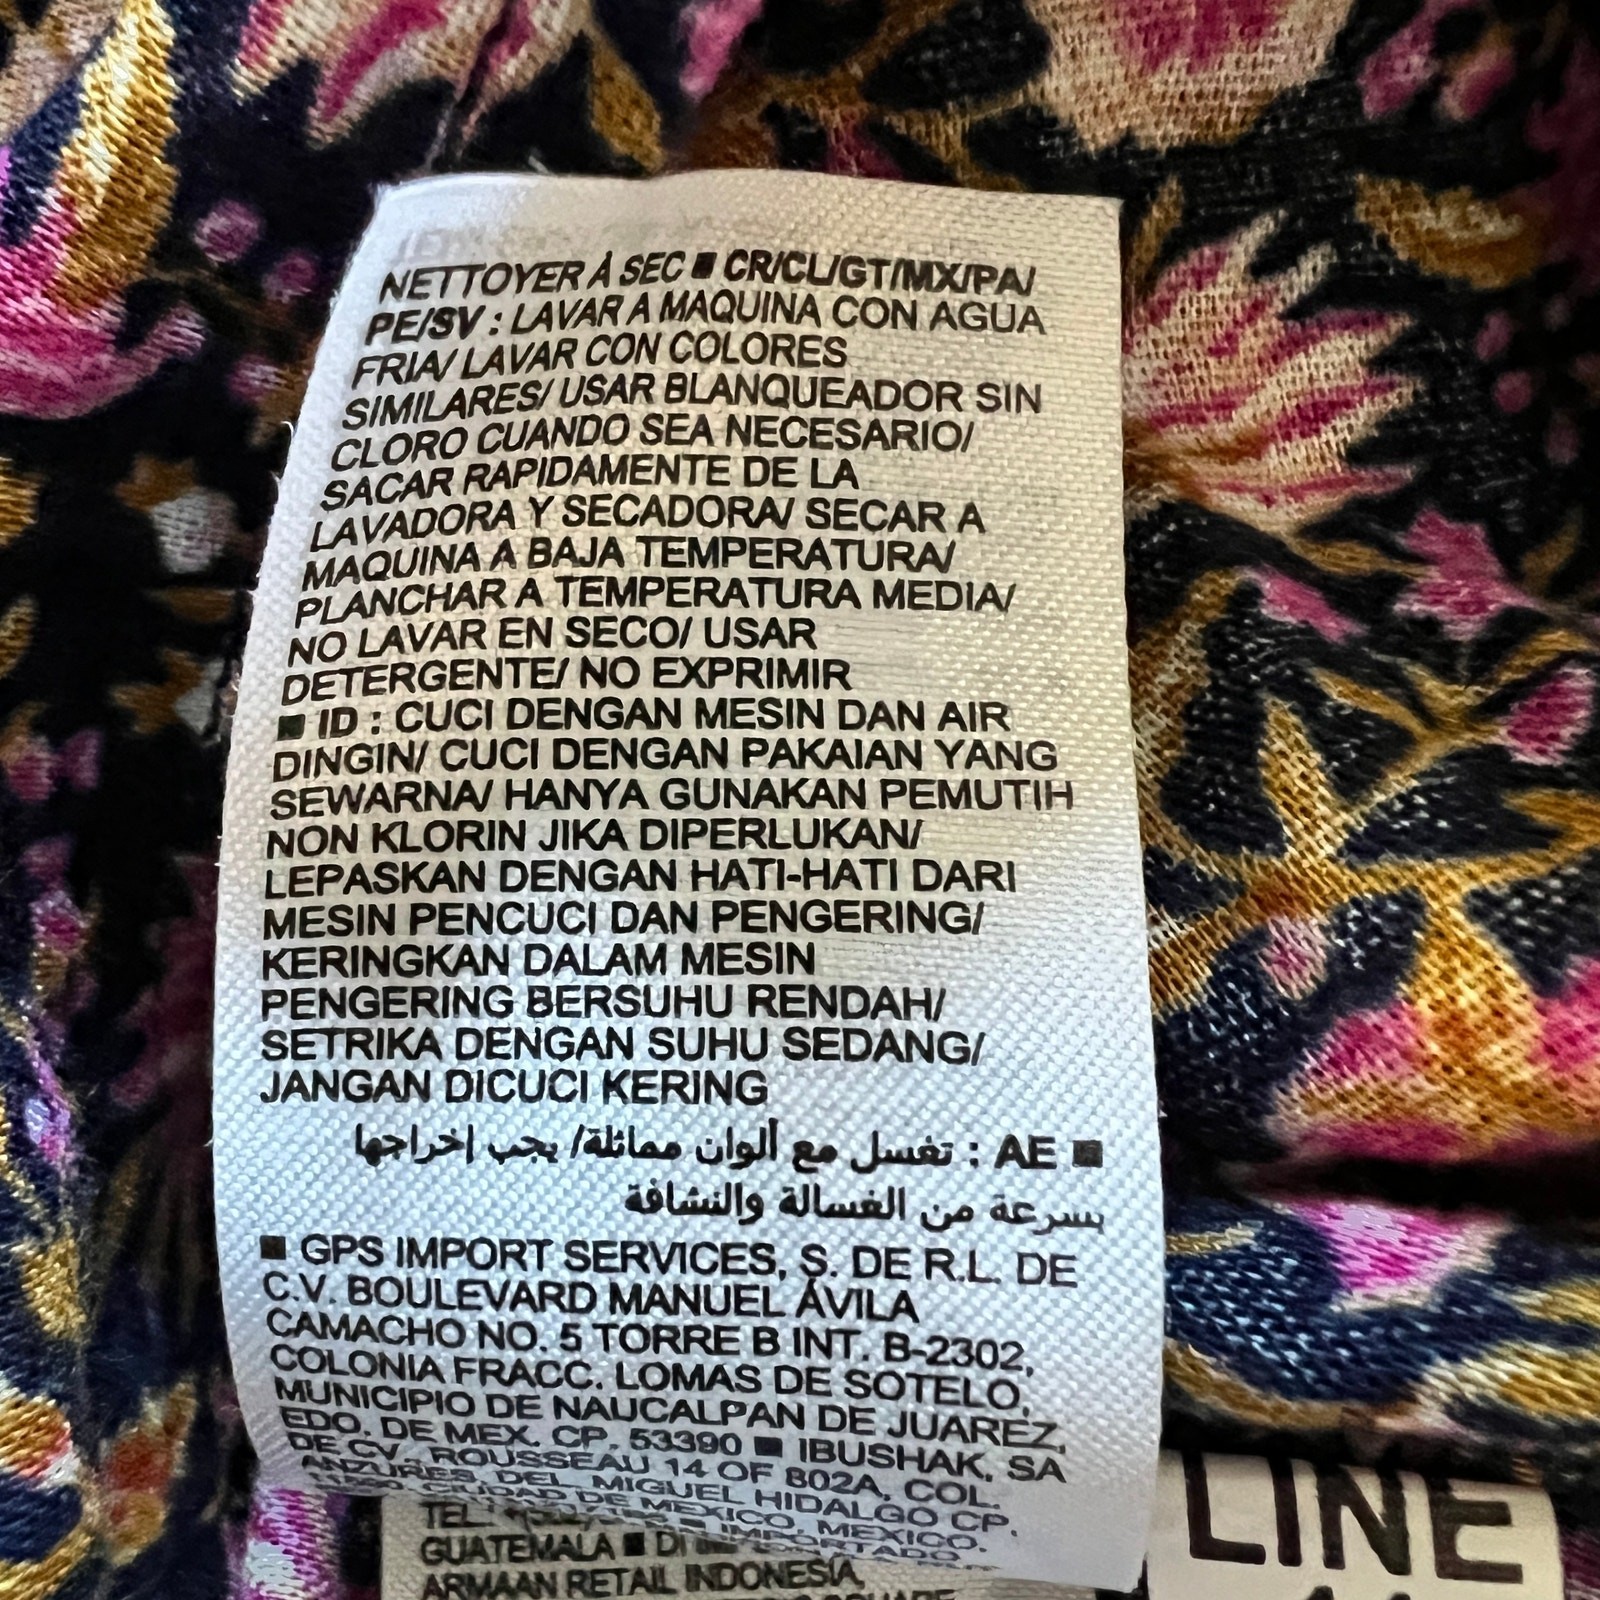 NETTOYER À SEC ■ CR/CL/GT/MX/PA/
PE/SV : LAVAR A MAQUINA CON AGUA
FRIA/ LAVAR CON COLORES
SIMILARES/ USAR BLANQUEADOR SIN
CLORO CUANDO SEA NECESARIO/
SACAR RAPIDAMENTE DE LA
LAVADORA Y SECADORA/ SECAR A
MAQUINA A BAJA TEMPERATURA/
PLANCHAR A TEMPERATURA MEDIA/
NO LAVAR EN SECO/ USAR
DETERGENTE/ NO EXPRIMIR
■ ID : CUCI DENGAN MESIN DAN AIR
DINGIN/ CUCI DENGAN PAKAIAN YANG
SEWARNA/ HANYA GUNAKAN PEMUTIH
NON KLORIN JIKA DIPERLUKAN/
LEPASKAN DENGAN HATI-HATI DARI
MESIN PENCUCI DAN PENGERING/
KERINGKAN DALAM MESIN
PENGERING BERSUHU RENDAH/
SETRIKA DENGAN SUHU SEDANG/
JANGAN DICUCI KERING
■ AE : تغسل مع ألوان مماثلة/ يجب إخراجها
بسرعة من الغسالة والنشافة
■ GPS IMPORT SERVICES, S. DE R.L. DE
C.V. BOULEVARD MANUEL ÁVILA
CAMACHO NO. 5 TORRE B INT. B-2302,
COLONIA FRACC. LOMAS DE SOTELO,
MUNICIPIO DE NAUCALPAN DE JUAREZ,
EDO. DE MEX. CP. 53390 ■ IBUSHAK, SA
DE CV, ROUSSEAU 14 OF 802A, COL.
ANZURES, DEL. MIGUEL HIDALGO CP.
CIUDAD DE MEXICO, MEXICO.
IMPORTADO
TEL:
GUATEMALA ■
ARMAAN RETAIL INDONESIA,
LINE